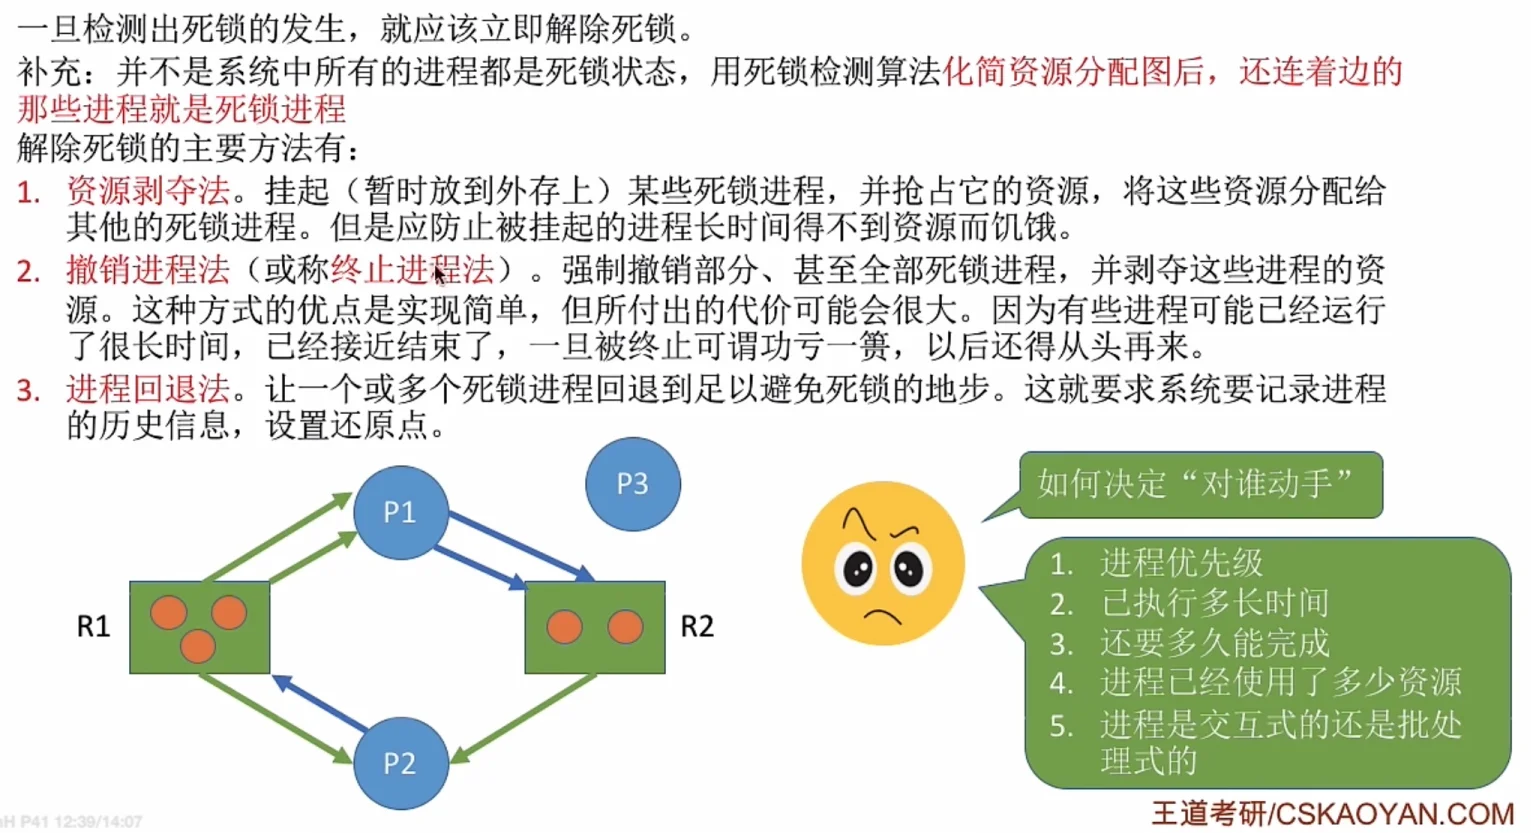 一旦检测出死锁的发生，就应该立即解除死锁。
补充：并不是系统中所有的进程都是死锁状态，用死锁检测算法化简资源分配图后，还连着边的
那些进程就是死锁进程
解除死锁的主要方法有：
1. 资源剥夺法。挂起（暂时放到外存上）某些死锁进程，并抢占它的资源，将这些资源分配给
其他的死锁进程。但是应防止被挂起的进程长时间得不到资源而饥饿。
2. 撤销进程法（或称终止进程法）。强制撤销部分、甚至全部死锁进程，并剥夺这些进程的资
源。这种方式的优点是实现简单，但所付出的代价可能会很大。因为有些进程可能已经运行
了很长时间，已经接近结束了，一旦被终止可谓功亏一篑，以后还得从头再来。
3. 进程回退法。让一个或多个死锁进程回退到足以避免死锁的地步。这就要求系统要记录进程
的历史信息，设置还原点。
P1
P3
R1
R2
P2
如何决定“对谁动手”
1. 进程优先级
2. 已执行多长时间
3. 还要多久能完成
4. 进程已经使用了多少资源
5. 进程是交互式的还是批处
理式的
王道考研/CSKAOYAN.COM
P41 12:39/14:07